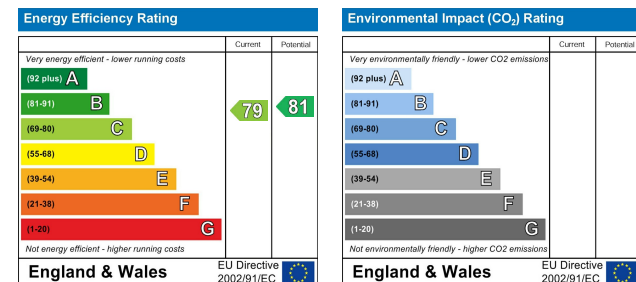 Energy Efficiency Rating
Current Potential
Very energy efficient - lower running costs
(92 plus) A
(81-91) B
(69-80) C
(55-68) D
(39-54) E
(21-38) F
(1-20) G
79
81
Not energy efficient - higher running costs
England & Wales
EU Directive
2002/91/EC
Environmental Impact (CO₂) Rating
Current Potential
Very environmentally friendly - lower CO2 emissions
(92 plus) A
(81-91) B
(69-80) C
(55-68) D
(39-54) E
(21-38) F
(1-20) G
Not environmentally friendly - higher CO2 emissions
England & Wales
EU Directive
2002/91/EC